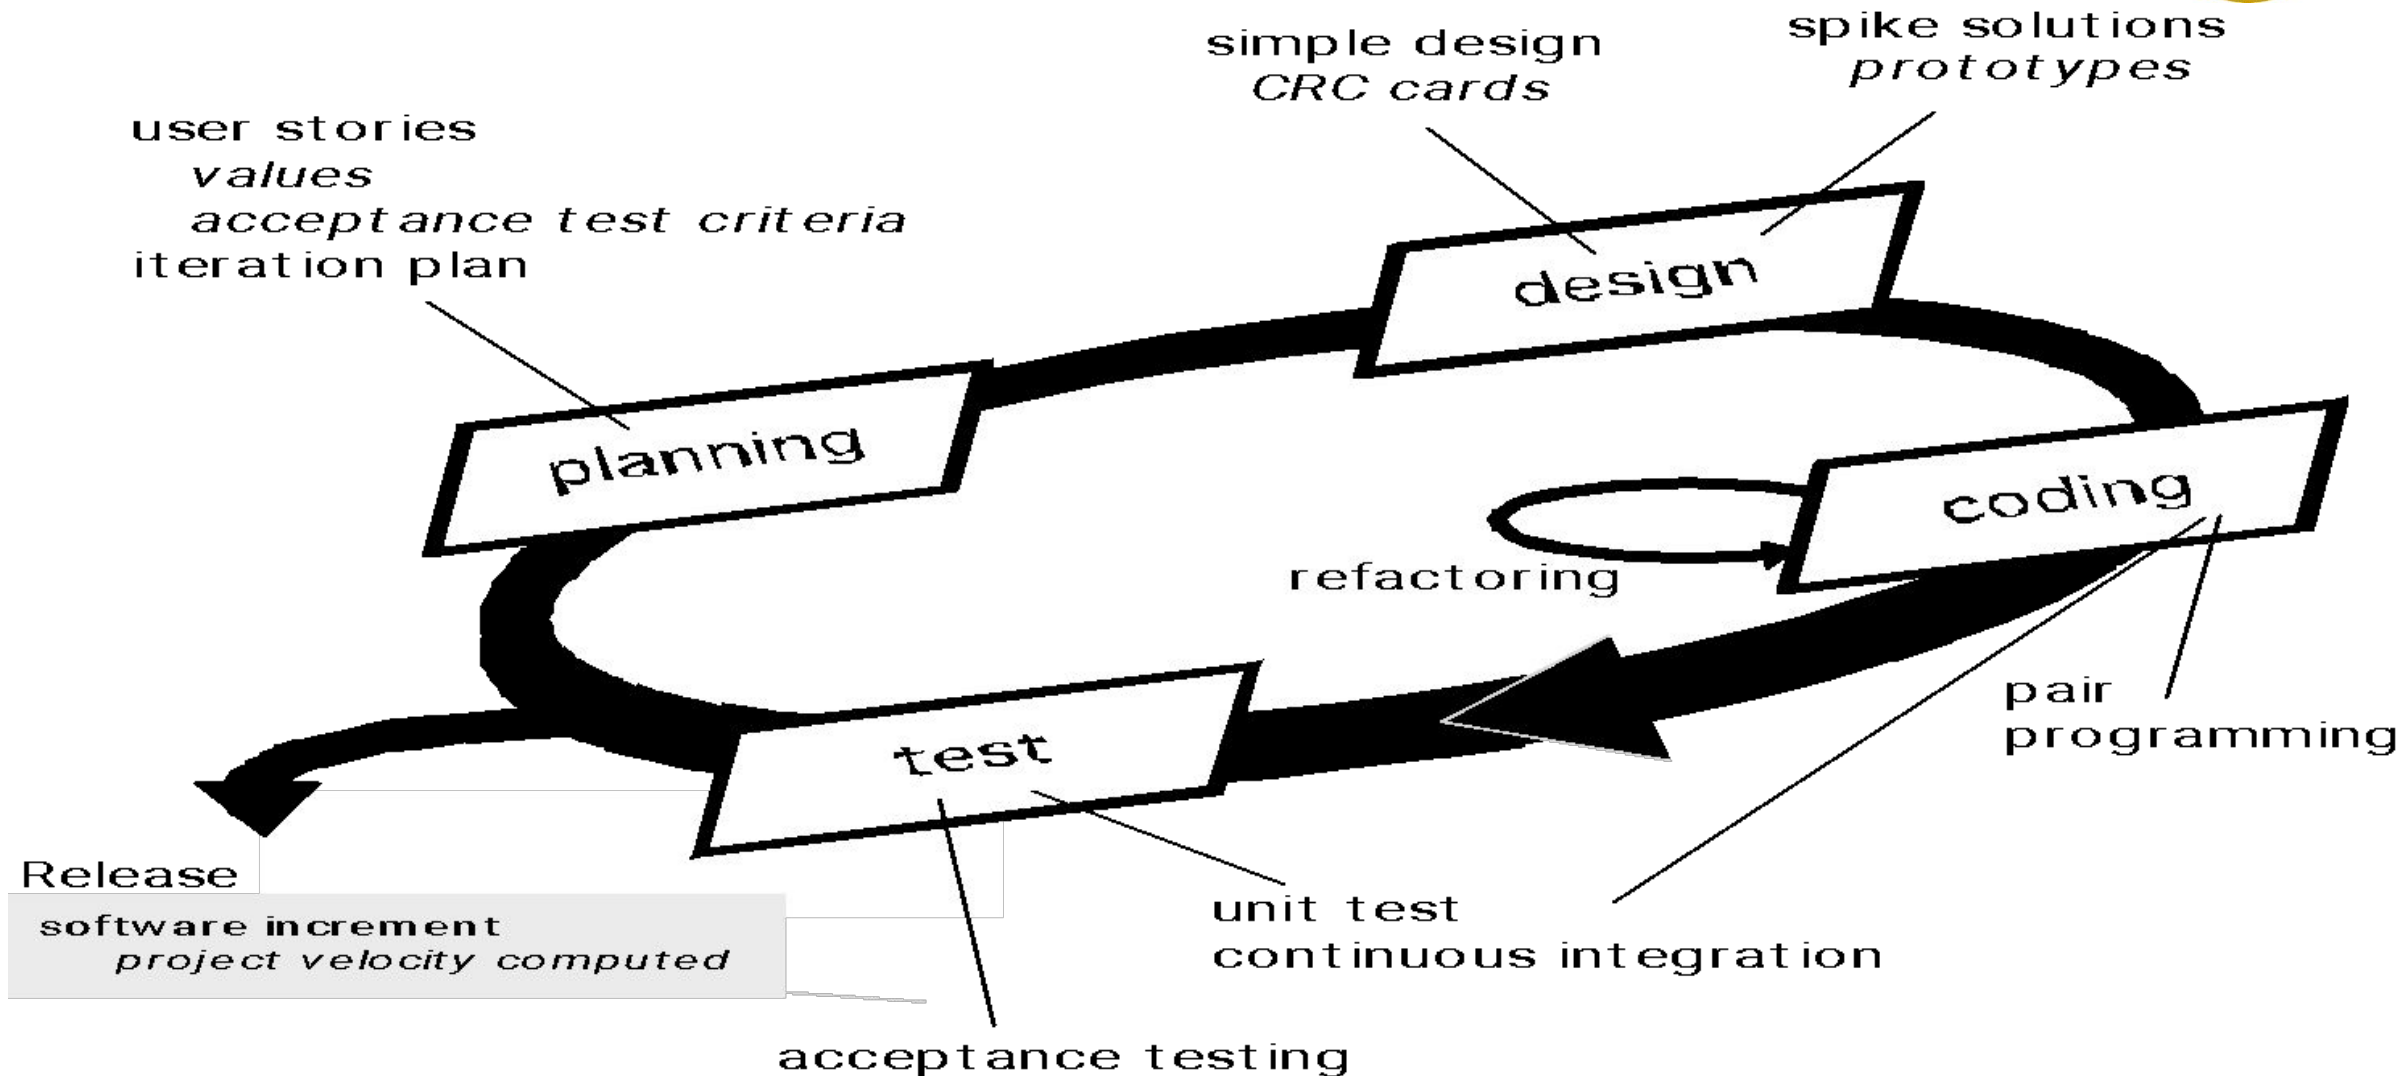 simple design
CRC cards
spike solutions
prototypes
user stories
values
acceptance test criteria
iteration plan
design
planning
coding
refactoring
test
pair
programming
Release
software increment
project velocity computed
unit test
continuous integration
acceptance testing